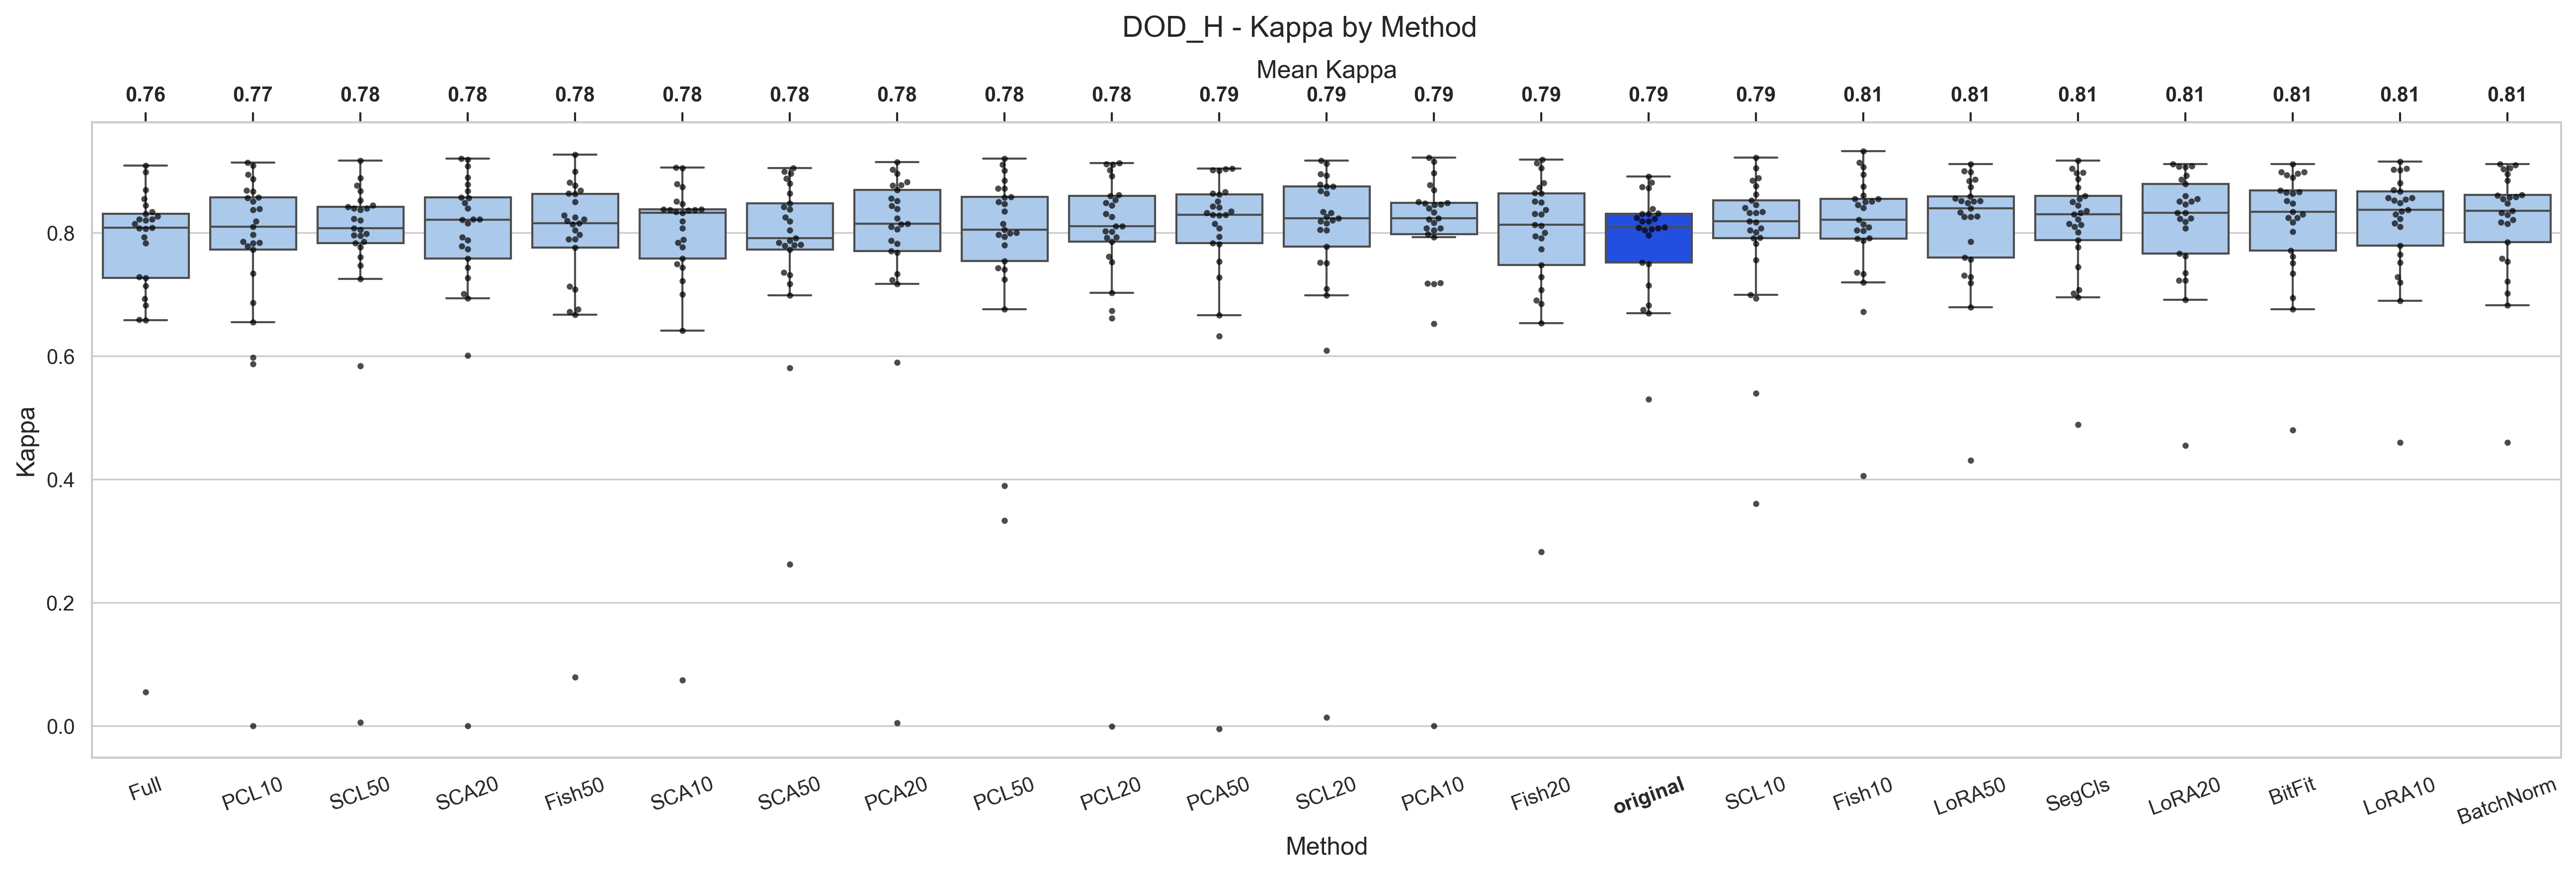 DOD_H - Kappa by Method
Mean Kappa
0.76 0.77 0.78 0.78 0.78 0.78 0.78 0.78 0.78 0.78 0.79 0.79 0.79 0.79 0.79 0.79 0.81 0.81 0.81 0.81 0.81 0.81 0.81
Kappa
0.8
0.6
0.4
0.2
0.0
Full PCL10 SCL50 SCA20 Fish50 SCA10 SCA50 PCA20 PCL50 PCL20 PCA50 SCL20 PCA10 Fish20 original SCL10 Fish10 LoRA50 SegCls LoRA20 BitFit LoRA10 BatchNorm
Method